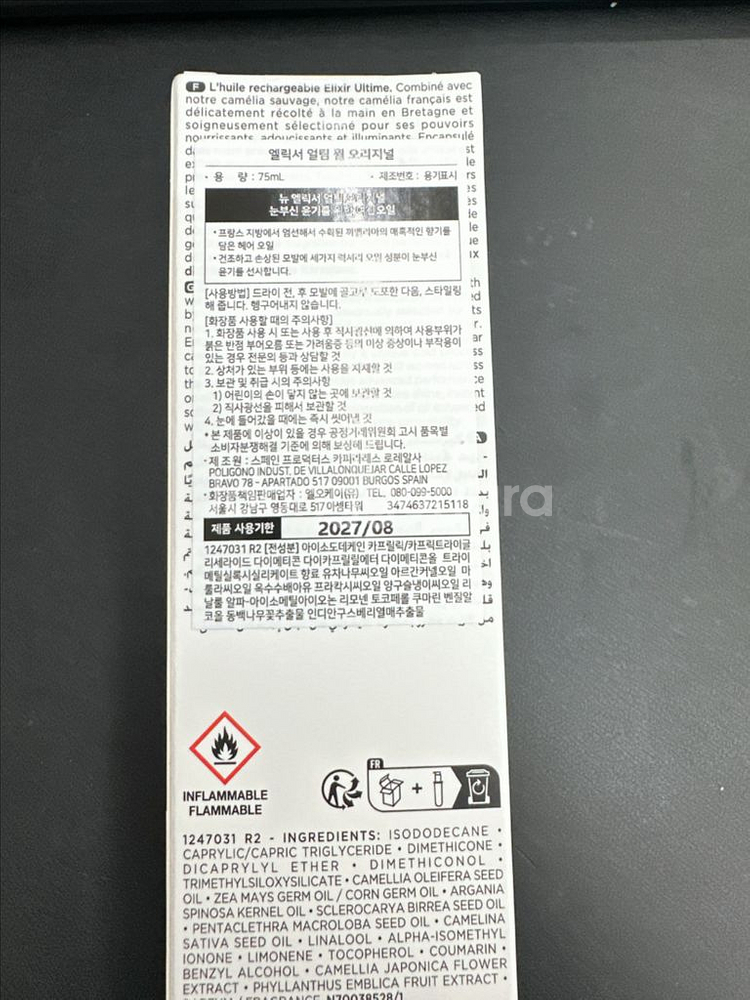 F L'huile rechargeable Elixir Ultime. Combiné avec
notre camélia sauvage, notre camélia français est
délicatement récolté à la main en Bretagne et
soigneusement sélectionné pour ses pouvoirs
nourrissants, adoucissants et illuminants. Encapsulé
엘릭서 얼팀 륄 오리지널
• 용 량 : 75mL • 제조번호 : 용기표시
뉴 엘릭서
눈부신 윤기를
• 프랑스 지방에서 엄선해서 수확된 까멜리아의 매혹적인 향기를
담은 헤어 오일
• 건조하고 손상된 모발에 세가지 럭셔리 오일 성분이 눈부신
윤기를 선사합니다.
[사용방법] 드라이 전, 후 모발에 골고루 도포한 다음, 스타일링
해 줍니다. 헹구어내지 않습니다.
[화장품 사용할 때의 주의사항]
1. 화장품 사용 시 또는 사용 후 직사광선에 의하여 사용부위가
붉은 반점 부어오름 또는 가려움증 등의 이상 증상이나 부작용이
있는 경우 전문의 등과 상담할 것
2. 상처가 있는 부위 등에는 사용을 자제할 것
3. 보관 및 취급 시의 주의사항
1) 어린이의 손이 닿지 않는 곳에 보관할 것
2) 직사광선을 피해서 보관할 것
4. 눈에 들어갔을 때에는 즉시 씻어낼 것
• 본 제품에 이상이 있을 경우 공정거래위원회 고시 품목별
소비자분쟁해결 기준에 의해 보상해 드립니다.
• 제 조 원 : 스페인 프로덕터스 카피러래스 로레알사
POLIGONO INDUST. DE VILLALONQUEJAR CALLE LOPEZ
BRAVO 78 - APARTADO 517 09001 BURGOS SPAIN
• 화장품책임판매업자 : 엘오케이(유) TEL. 080-099-5000
서울시 강남구 영동대로 517 아셈타워 3474637215118
제품 사용기한 2027/08
1247031 R2 [전성분] 아이소도데케인 카프릴릭/카프릭트라이글
리세라이드 다이메티콘 다이카프릴릴에터 다이메티콘올 트라이
메틸실록시실리케이트 향료 유차나무씨오일 아르간커넬오일 마
룰라씨오일 옥수수배아유 프라칵시씨오일 양구슬냉이씨오일 리
날룰 알파-아이소메틸아이오논 리모넨 토코페롤 쿠마린 벤질알
코올 동백나무꽃추출물 인디안구스베리열매추출물
INFLAMMABLE
FLAMMABLE
FR
1247031 R2 - INGREDIENTS: ISODODECANE •
CAPRYLIC/CAPRIC TRIGLYCERIDE • DIMETHICONE •
DICAPRYLYL ETHER • DIMETHICONOL •
TRIMETHYLSILOXYSILICATE • CAMELLIA OLEIFERA SEED
OIL • ZEA MAYS GERM OIL / CORN GERM OIL • ARGANIA
SPINOSA KERNEL OIL • SCLEROCARYA BIRREA SEED OIL
• PENTACLETHRA MACROLOBA SEED OIL • CAMELINA
SATIVA SEED OIL • LINALOOL • ALPHA-ISOMETHYL
IONONE • LIMONENE • TOCOPHEROL • COUMARIN •
BENZYL ALCOHOL • CAMELLIA JAPONICA FLOWER
EXTRACT • PHYLLANTHUS EMBLICA FRUIT EXTRACT •
PARFUM / FRAGRANCE N70038528/1